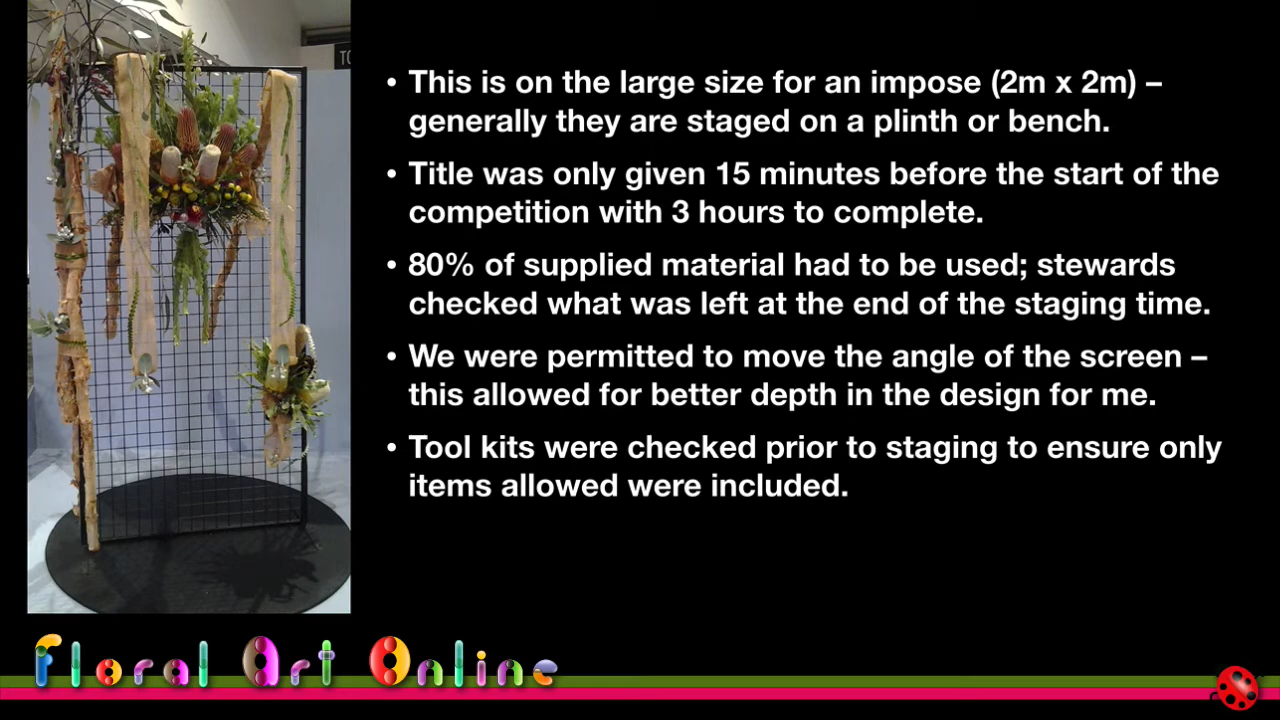 • This is on the large size for an impose (2m x 2m) –
generally they are staged on a plinth or bench.
• Title was only given 15 minutes before the start of the
competition with 3 hours to complete.
• 80% of supplied material had to be used; stewards
checked what was left at the end of the staging time.
• We were permitted to move the angle of the screen –
this allowed for better depth in the design for me.
• Tool kits were checked prior to staging to ensure only
items allowed were included.
Floral Art Online